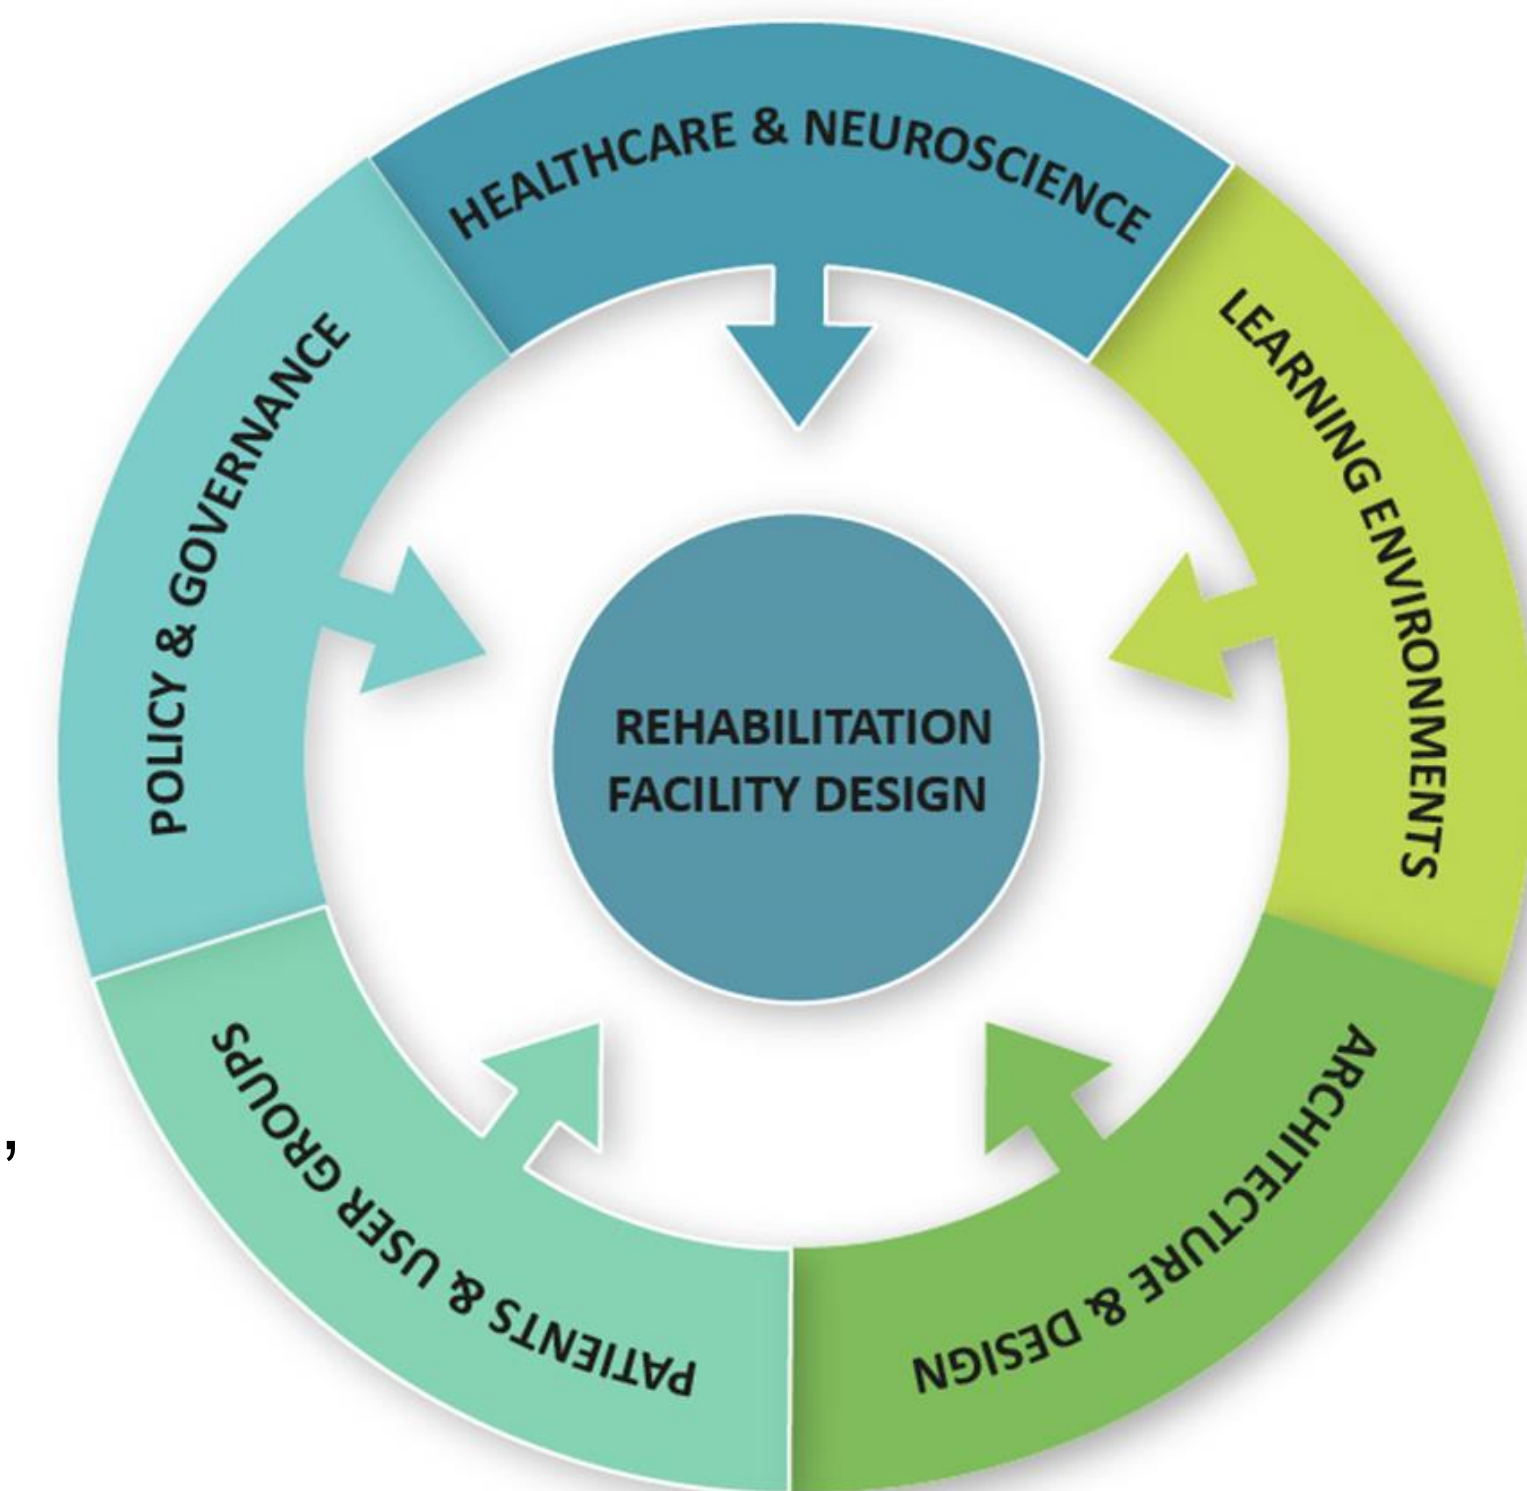 HEALTHCARE & NEUROSCIENCE
LEARNING ENVIRONMENTS
ARCHITECTURE & DESIGN
PATIENTS & USER GROUPS
POLICY & GOVERNANCE
REHABILITATION
FACILITY DESIGN
,